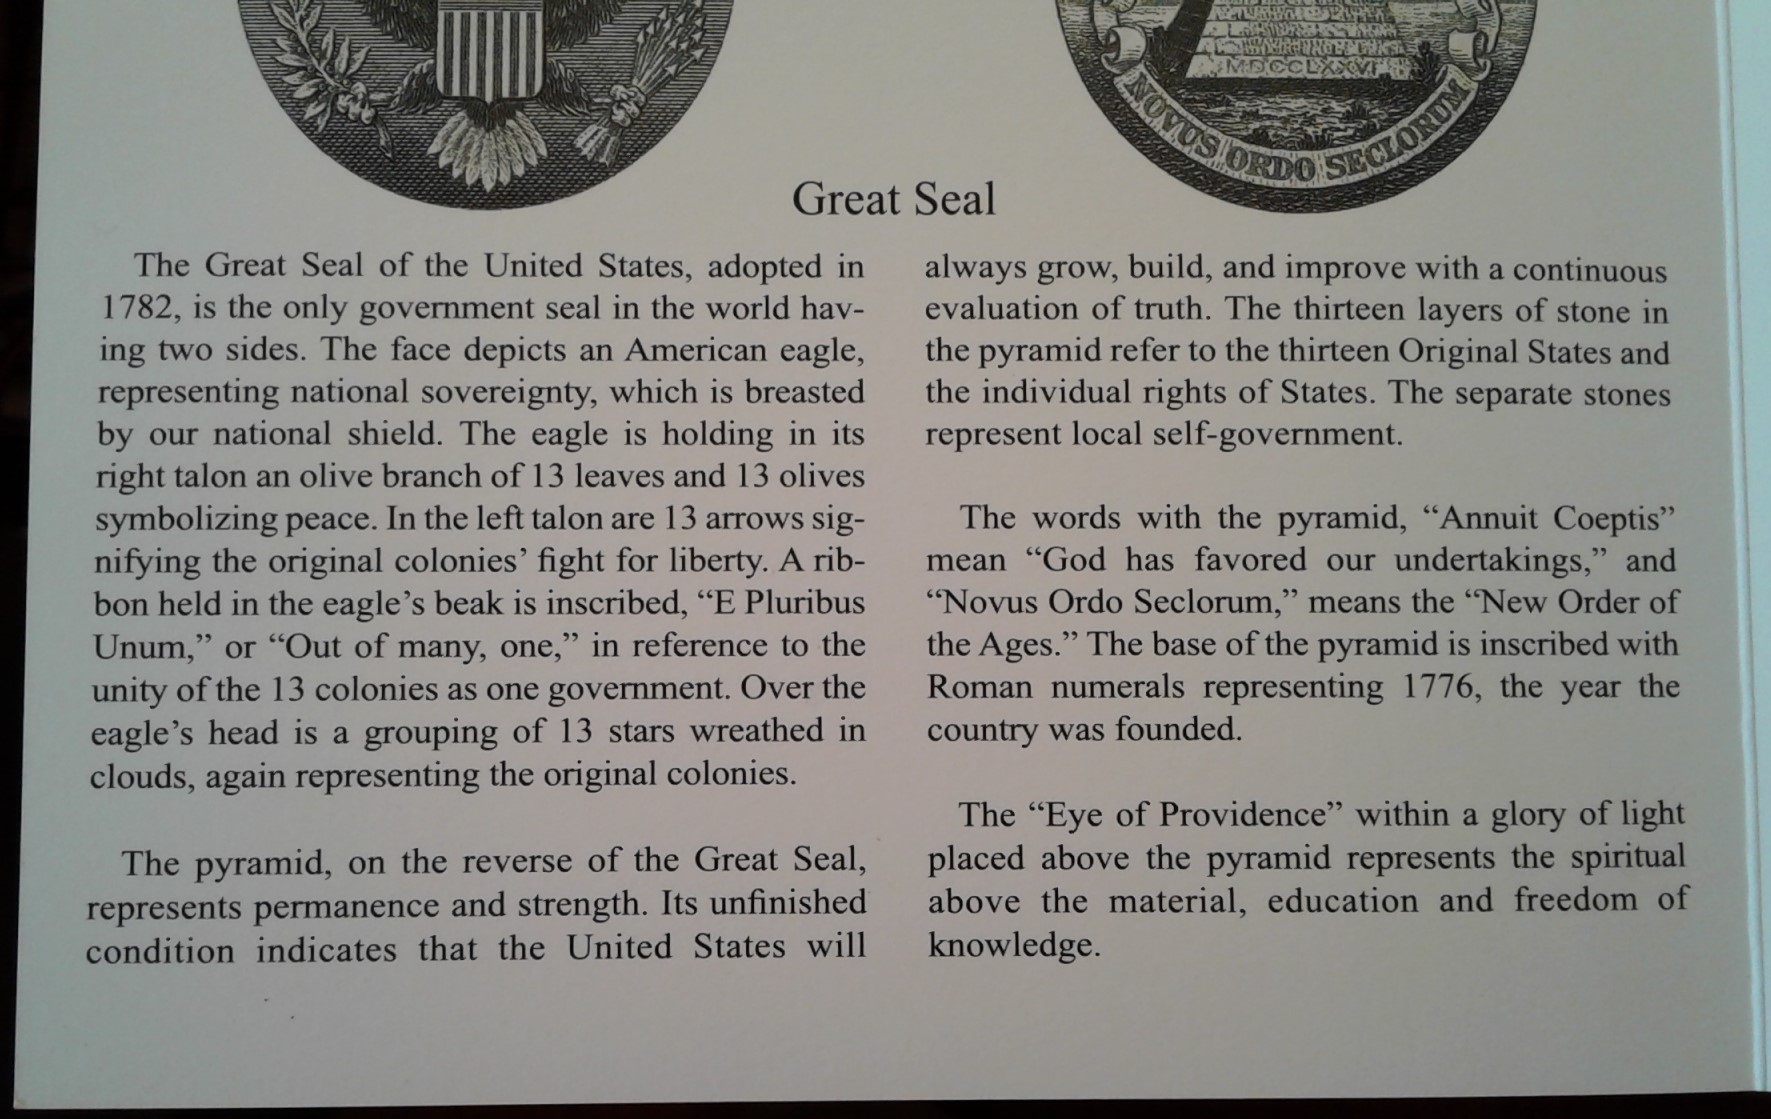 MDCCLXXVI
NOVUS ORDO SECLORUM
Great Seal
The Great Seal of the United States, adopted in
1782, is the only government seal in the world hav-
ing two sides. The face depicts an American eagle,
representing national sovereignty, which is breasted
by our national shield. The eagle is holding in its
right talon an olive branch of 13 leaves and 13 olives
symbolizing peace. In the left talon are 13 arrows sig-
nifying the original colonies’ fight for liberty. A rib-
bon held in the eagle’s beak is inscribed, “E Pluribus
Unum,” or “Out of many, one,” in reference to the
unity of the 13 colonies as one government. Over the
eagle’s head is a grouping of 13 stars wreathed in
clouds, again representing the original colonies.
The pyramid, on the reverse of the Great Seal,
represents permanence and strength. Its unfinished
condition indicates that the United States will
always grow, build, and improve with a continuous
evaluation of truth. The thirteen layers of stone in
the pyramid refer to the thirteen Original States and
the individual rights of States. The separate stones
represent local self-government.
The words with the pyramid, “Annuit Coeptis”
mean “God has favored our undertakings,” and
“Novus Ordo Seclorum,” means the “New Order of
the Ages.” The base of the pyramid is inscribed with
Roman numerals representing 1776, the year the
country was founded.
The “Eye of Providence” within a glory of light
placed above the pyramid represents the spiritual
above the material, education and freedom of
knowledge.